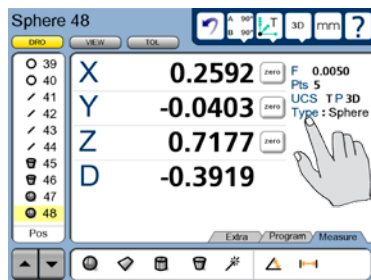 Sphere 48
A 90°
B 90°
T
3D
mm
?
DRO
VIEW
TOL
39
40
41
42
43
44
45
46
47
48
Pos
X 0.2592 zero
Y -0.0403 zero
Z 0.7177 zero
D -0.3919
F 0.0050
Pts 5
UCS T P 3D
Type : Sphere
Extra
Program
Measure